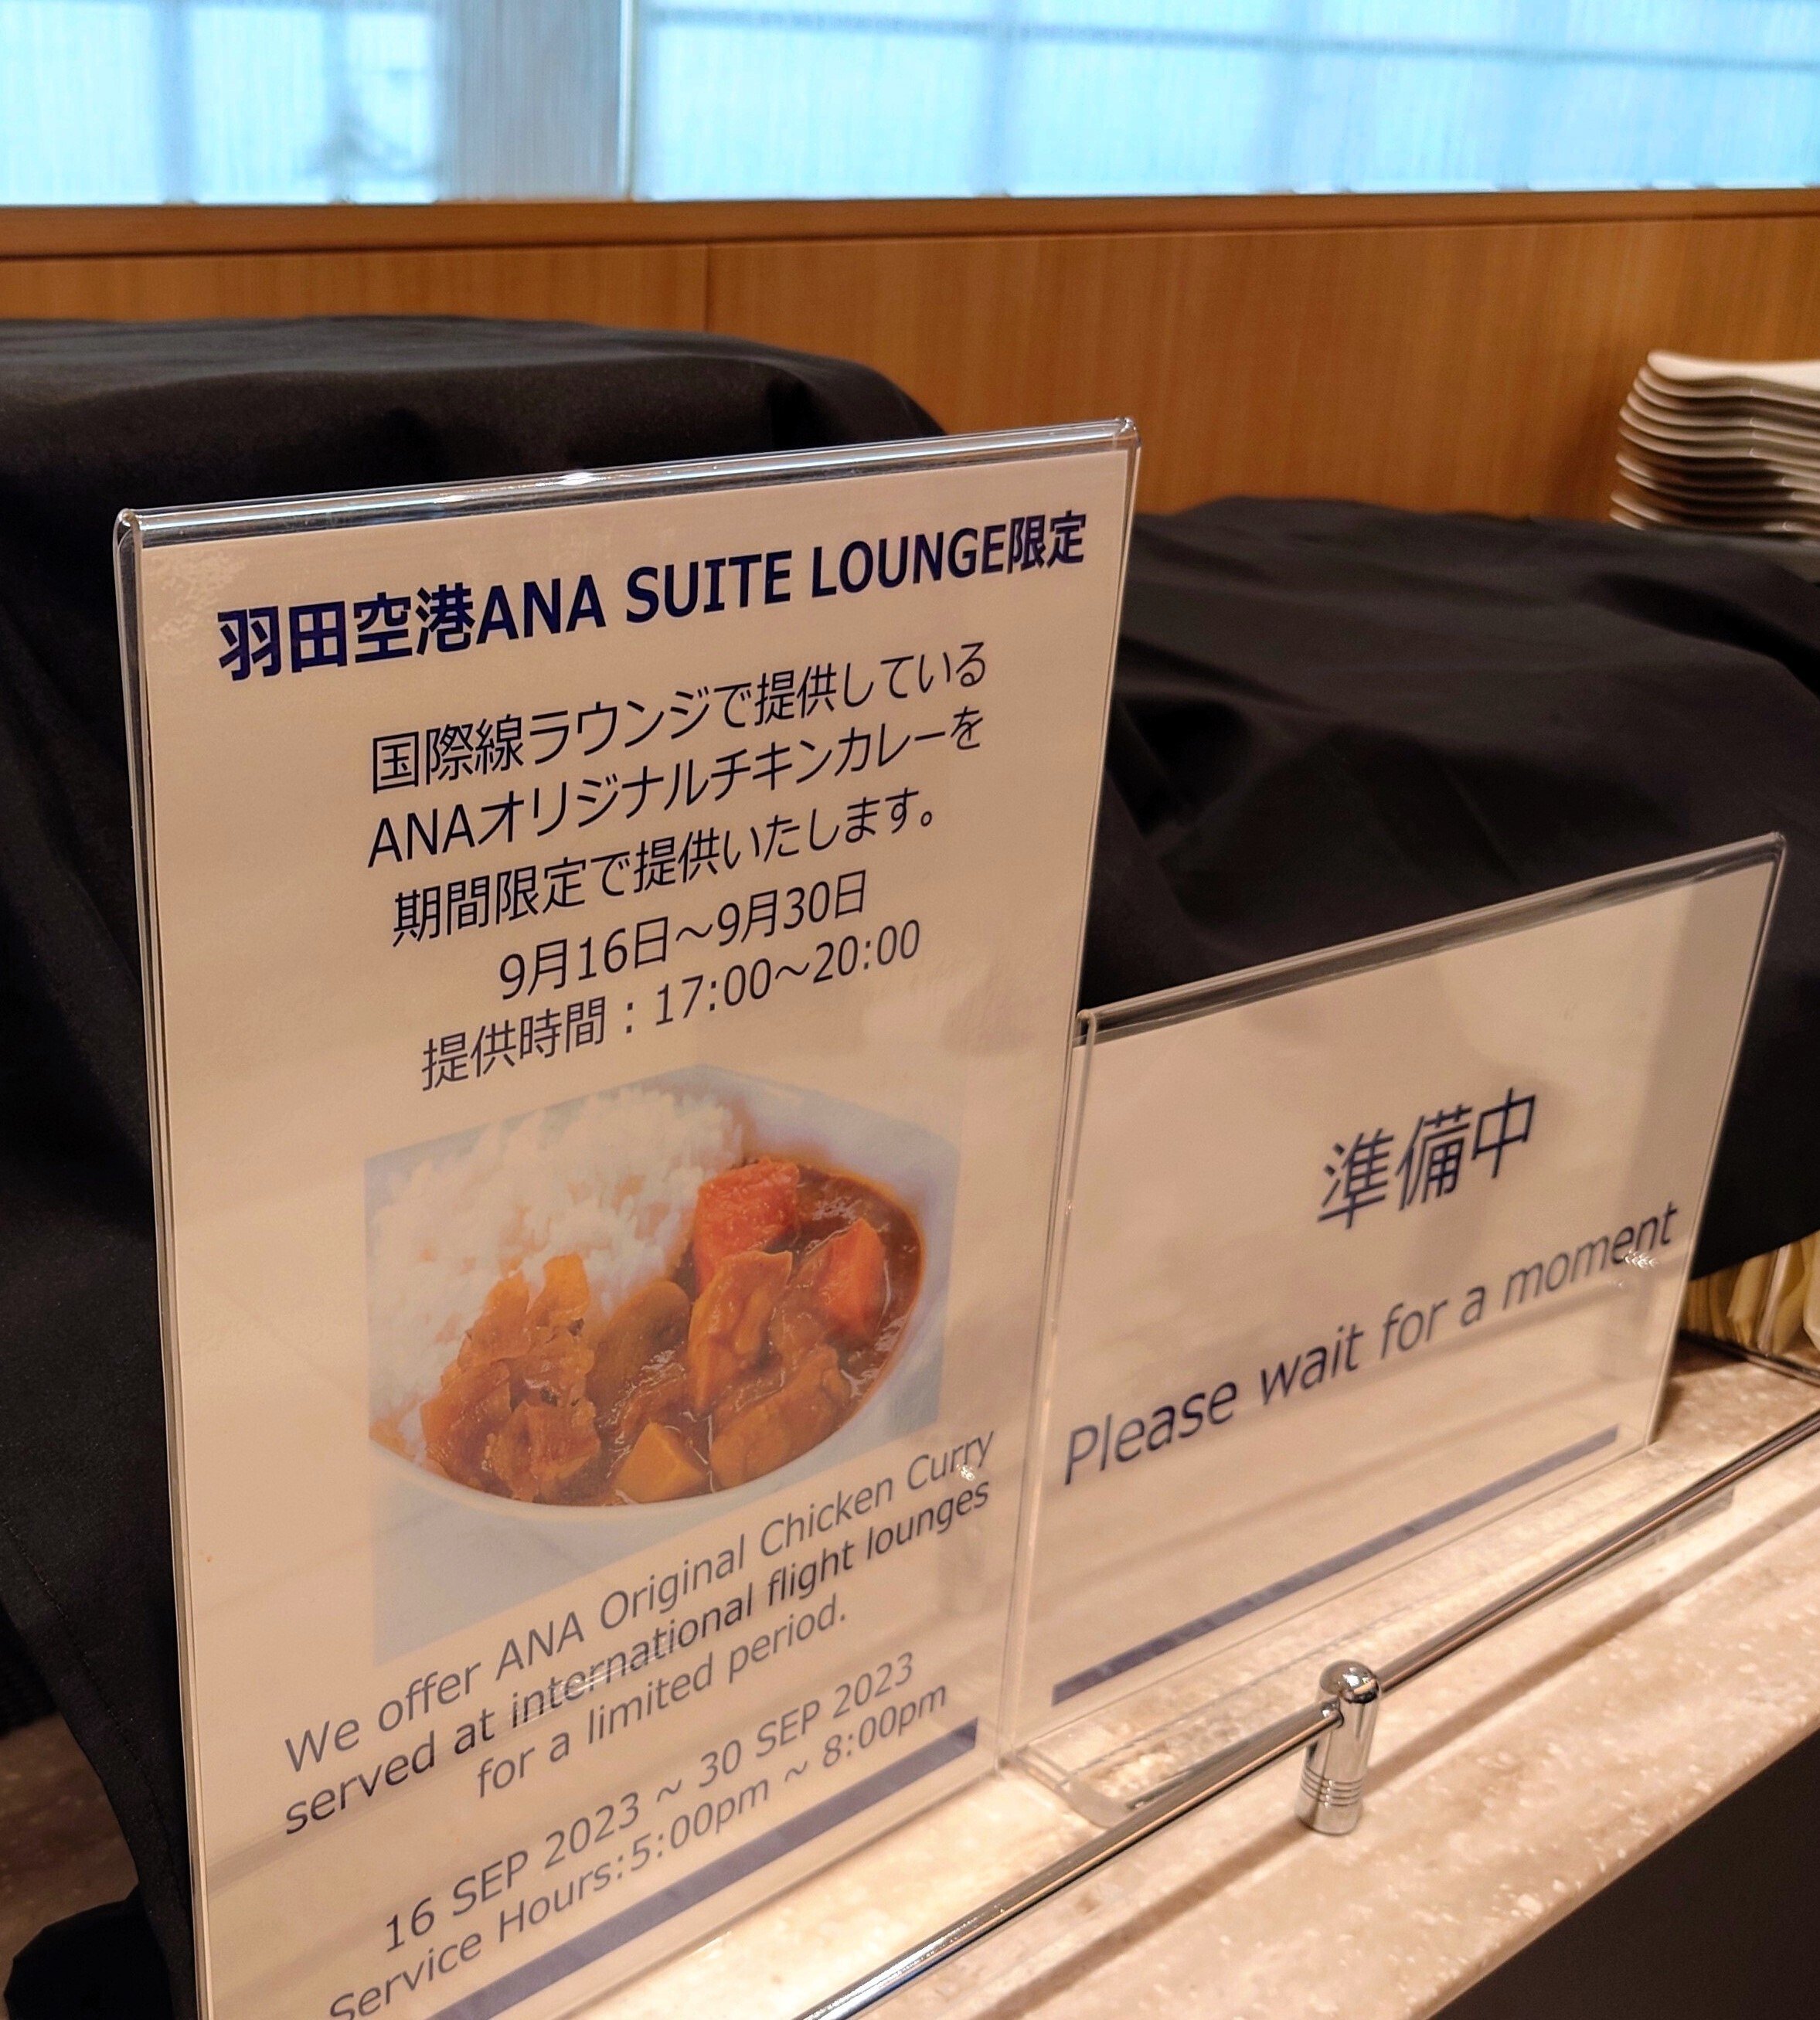 羽田空港ANA SUITE LOUNGE限定
国際線ラウンジで提供している
ANAオリジナルチキンカレーを
期間限定で提供いたします。
9月16日～9月30日
提供時間：17:00～20:00
We offer ANA Original Chicken Curry
served at international flight lounges
for a limited period.
16 SEP 2023 ~ 30 SEP 2023
Service Hours:5:00pm ~ 8:00pm
準備中
Please wait for a moment